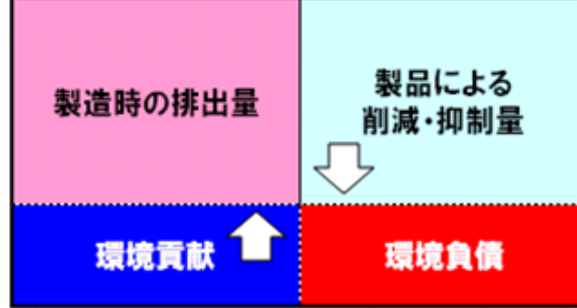 製造時の排出量
製品による
削減・抑制量
環境貢献
環境負債